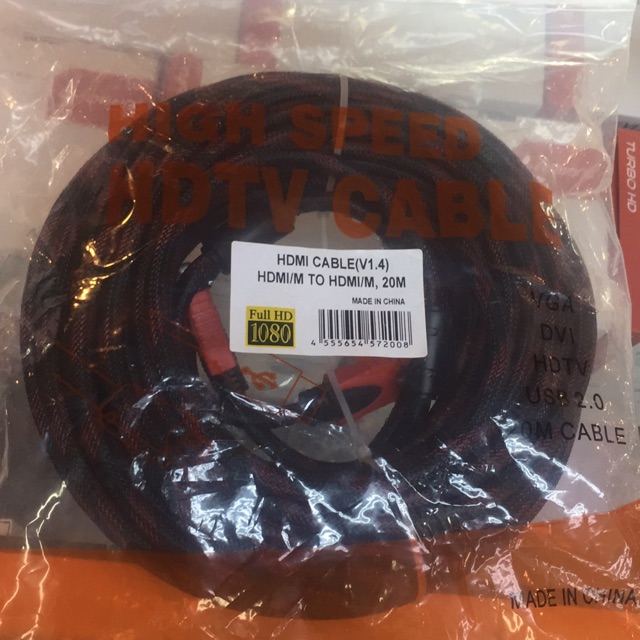 HIGH SPEED
HDTV CABLE
TURBO HD
HDMI CABLE(V1.4)
HDMI/M TO HDMI/M, 20M
MADE IN CHINA
Full HD
1080
4 555654 572008
VGA
DVI
HDTV
USB 2.0
CABLE
MADE IN CHINA